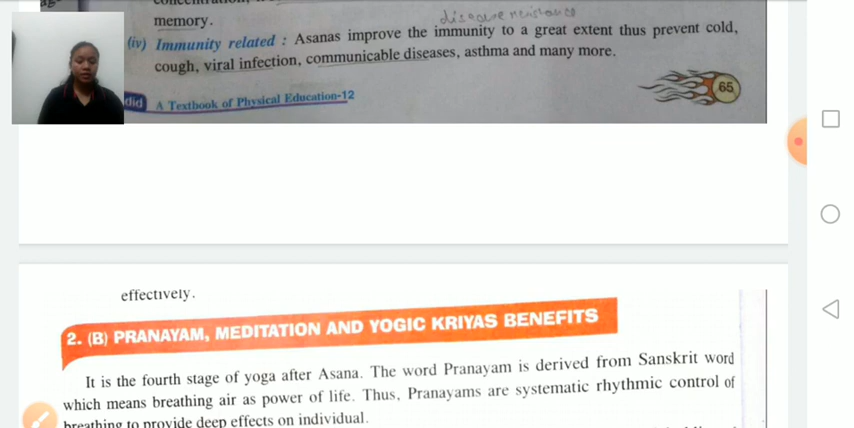 memory.
disease resistance
(iv) Immunity related : Asanas improve the immunity to a great extent thus prevent cold,
cough, viral infection, communicable diseases, asthma and many more.
did A Textbook of Physical Education-12
65
effectively.
2. (B) PRANAYAM, MEDITATION AND YOGIC KRIYAS BENEFITS
It is the fourth stage of yoga after Asana. The word Pranayam is derived from Sanskrit word
which means breathing air as power of life. Thus, Pranayams are systematic rhythmic control of
breathing to provide deep effects on individual.